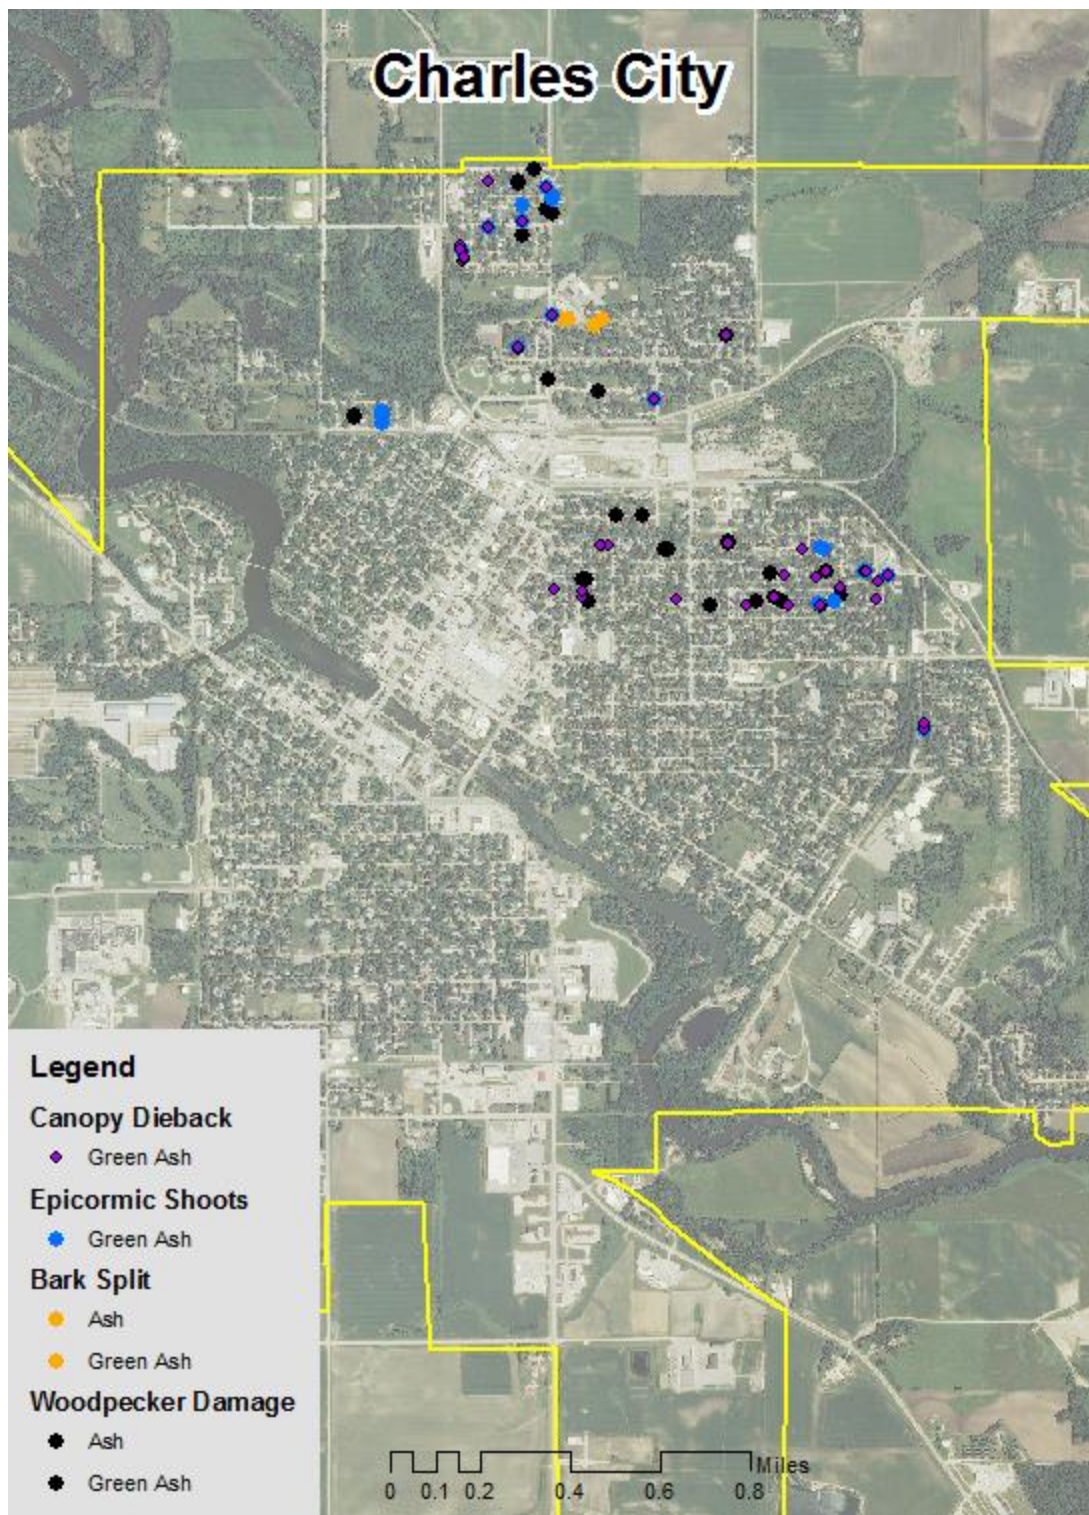 Charles City
Legend
Canopy Dieback
Green Ash
Epicormic Shoots
Green Ash
Bark Split
Ash
Green Ash
Woodpecker Damage
Ash
Green Ash
Miles
0 0.1 0.2 0.4 0.6 0.8